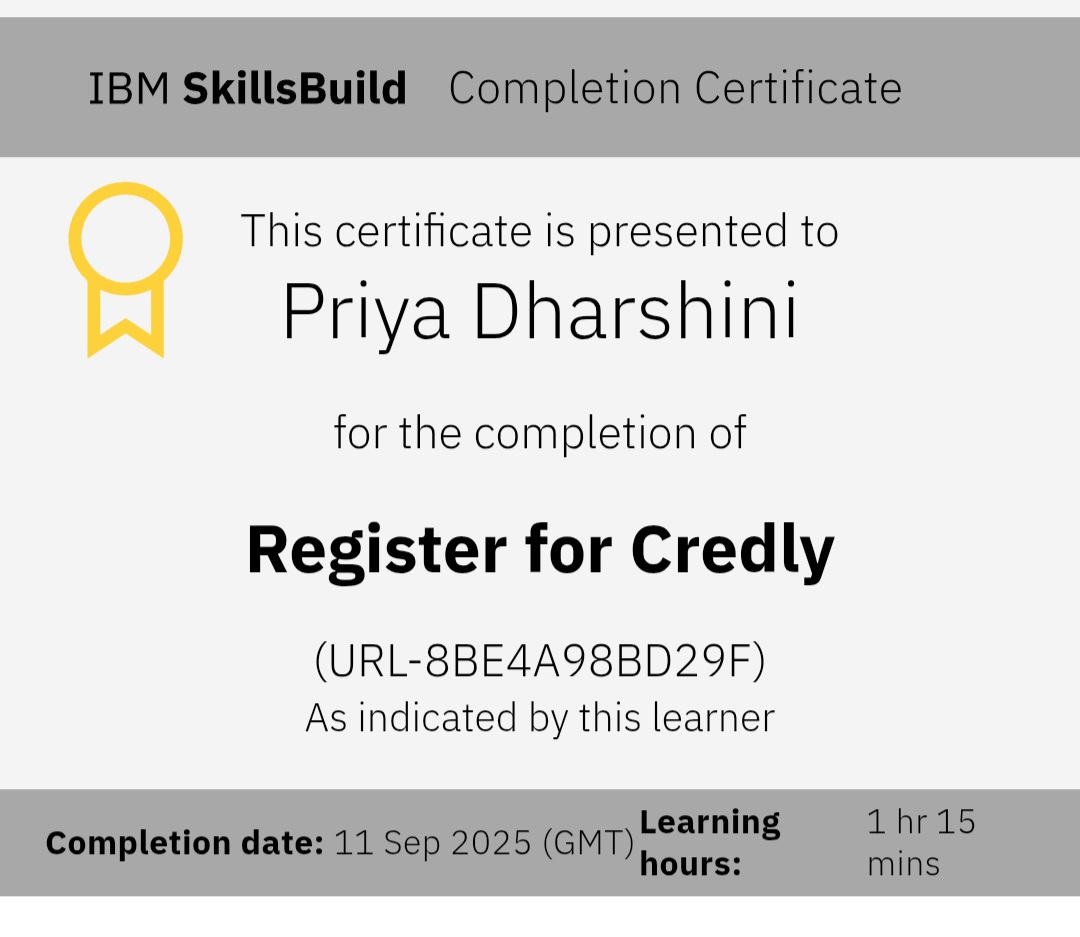 IBM SkillsBuild Completion Certificate
This certificate is presented to
Priya Dharshini
for the completion of
Register for Credly
(URL-8BE4A98BD29F)
As indicated by this learner
Completion date: 11 Sep 2025 (GMT)
Learning hours:
1 hr 15 mins